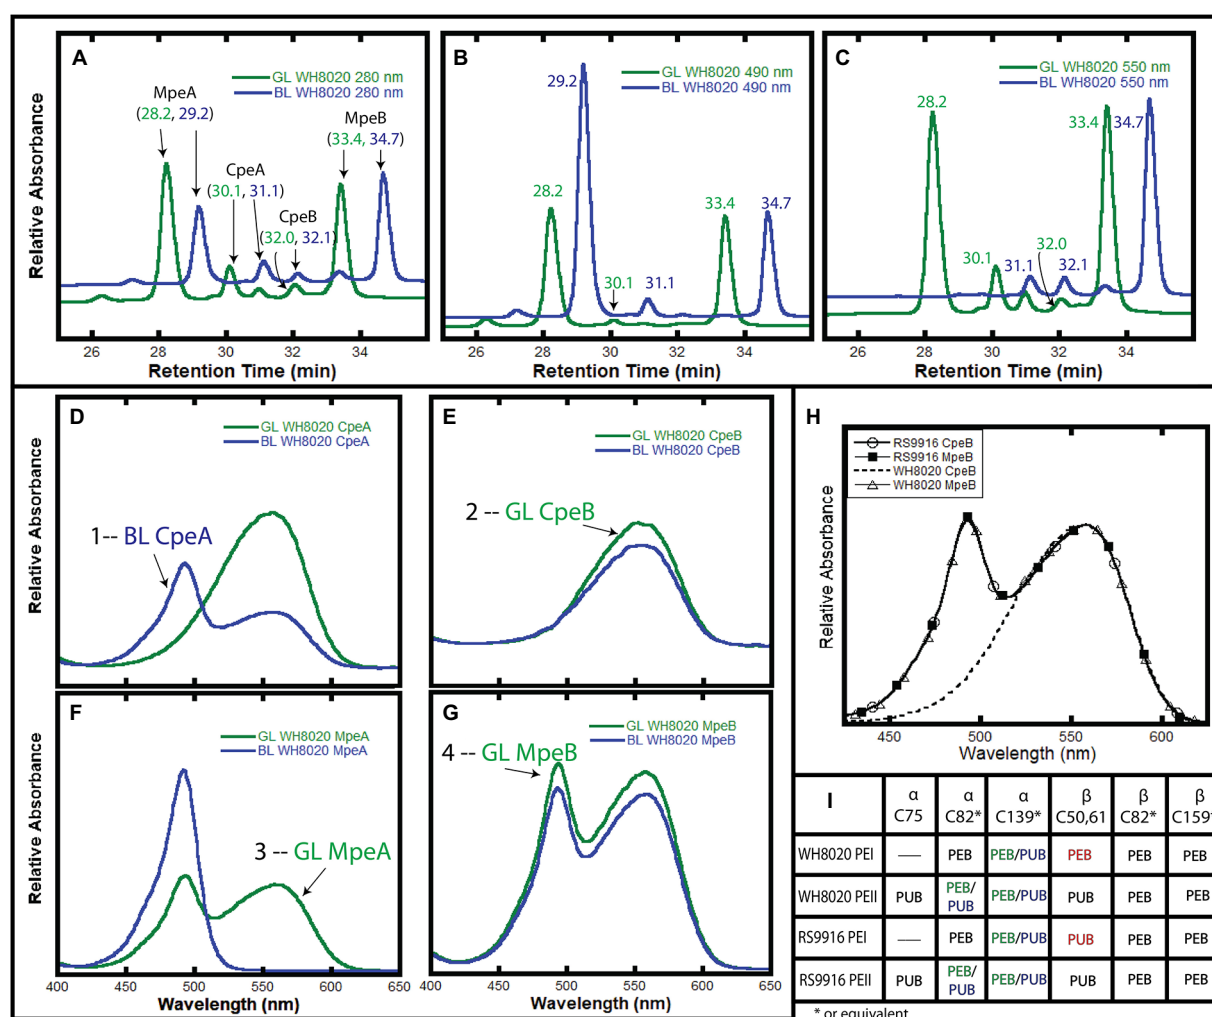 A
GL WH8020 280 nm
BL WH8020 280 nm
MpeA
(28.2, 29.2)
CpeA
(30.1, 31.1)
CpeB
(32.0, 32.1)
MpeB
(33.4, 34.7)
Relative Absorbance
26 28 30 32 34
Retention Time (min)
B
GL WH8020 490 nm
BL WH8020 490 nm
29.2
28.2
30.1
31.1
33.4
34.7
26 28 30 32 34
Retention Time (min)
C
GL WH8020 550 nm
BL WH8020 550 nm
28.2
30.1
31.1
32.0
32.1
33.4
34.7
26 28 30 32 34
Retention Time (min)
D
GL WH8020 CpeA
BL WH8020 CpeA
1-- BL CpeA
Relative Absorbance
E
GL WH8020 CpeB
BL WH8020 CpeB
2 -- GL CpeB
F
GL WH8020 MpeA
BL WH8020 MpeA
3 -- GL MpeA
Relative Absorbance
400 450 500 550 600 650
Wavelength (nm)
G
GL WH8020 MpeB
BL WH8020 MpeB
4 -- GL MpeB
400 450 500 550 600 650
Wavelength (nm)
H
RS9916 CpeB
RS9916 MpeB
WH8020 CpeB
WH8020 MpeB
Relative Absorbance
450 500 550 600
Wavelength (nm)
I α C75 α C82* α C139* β C50,61 β C82* β C159*
WH8020 PEI — PEB PEB/PUB PEB PEB PEB
WH8020 PEII PUB PEB/PUB PEB/PUB PUB PEB PEB
RS9916 PEI — PEB PEB/PUB PUB PEB PEB
RS9916 PEII PUB PEB/PUB PEB/PUB PUB PEB PEB
* or equivalent